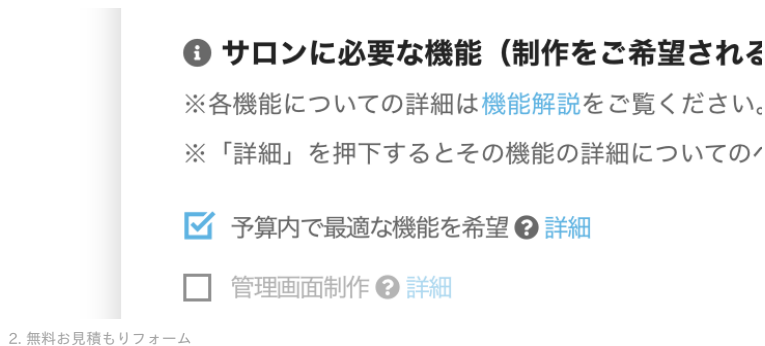 サロンに必要な機能（制作をご希望される
※各機能についての詳細は機能解説をご覧ください。
※「詳細」を押下するとその機能の詳細についての
予算内で最適な機能を希望 ? 詳細
管理画面制作 ? 詳細
2. 無料お見積もりフォーム